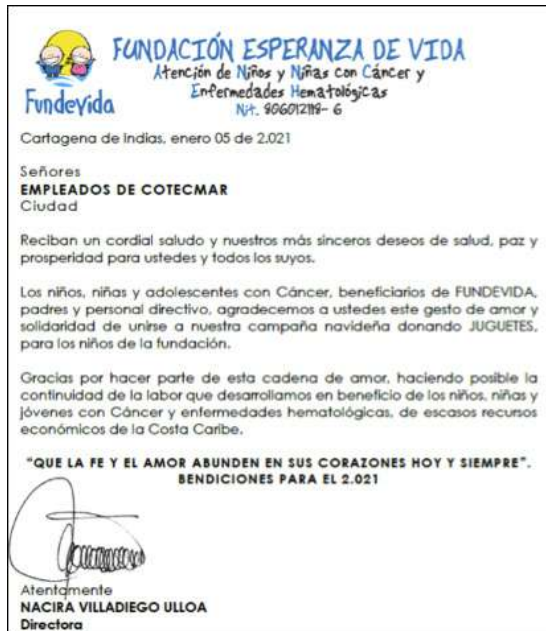 FUNDACIÓN ESPERANZA DE VIDA
Atención de Niños y Niñas con Cáncer y
Enfermedades Hematológicas
Nit. 806012118- 6
Fundevida
Cartagena de Indias, enero 05 de 2.021
Señores
EMPLEADOS DE COTECMAR
Ciudad
Reciban un cordial saludo y nuestros más sinceros deseos de salud, paz y
prosperidad para ustedes y todos los suyos.
Los niños, niñas y adolescentes con Cáncer, beneficiarios de FUNDEVIDA,
padres y personal directivo, agradecemos a ustedes este gesto de amor y
solidaridad de unirse a nuestra campaña navideña donando JUGUETES,
para los niños de la fundación.
Gracias por hacer parte de esta cadena de amor, haciendo posible la
continuidad de la labor que desarrollamos en beneficio de los niños, niñas y
jóvenes con Cáncer y enfermedades hematológicas, de escasos recursos
económicos de la Costa Caribe.
"QUE LA FE Y EL AMOR ABUNDEN EN SUS CORAZONES HOY Y SIEMPRE".
BENDICIONES PARA EL 2.021
Atentamente
NACIRA VILLADIEGO ULLOA
Directora